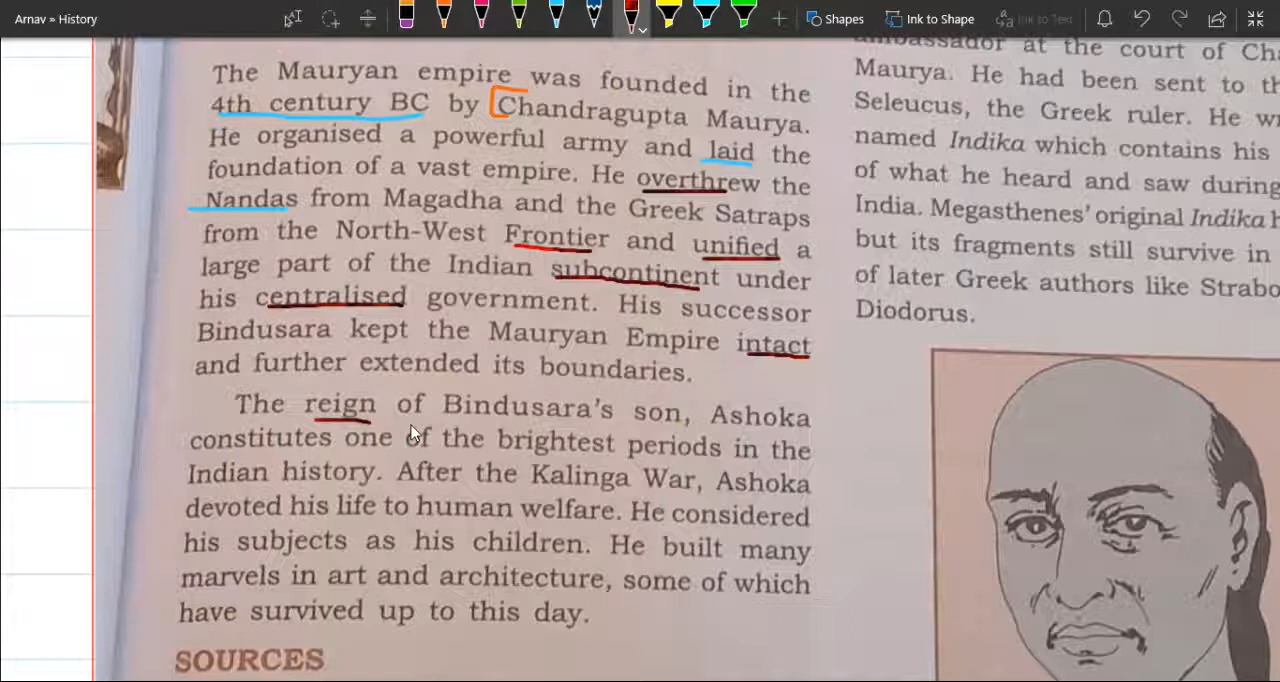 Arnav » History
Shapes
Ink to Shape
Ink to Text
The Mauryan empire was founded in the
4th century BC by Chandragupta Maurya.
He organised a powerful army and laid the
foundation of a vast empire. He overthrew the
Nandas from Magadha and the Greek Satraps
from the North-West Frontier and unified a
large part of the Indian subcontinent under
his centralised government. His successor
Bindusara kept the Mauryan Empire intact
and further extended its boundaries.
The reign of Bindusara's son, Ashoka
constitutes one of the brightest periods in the
Indian history. After the Kalinga War, Ashoka
devoted his life to human welfare. He considered
his subjects as his children. He built many
marvels in art and architecture, some of which
have survived up to this day.
SOURCES
ambassador at the court of Cha
Maurya. He had been sent to th
Seleucus, the Greek ruler. He wr
named Indika which contains his
of what he heard and saw during
India. Megasthenes' original Indika h
but its fragments still survive in
of later Greek authors like Strabo
Diodorus.